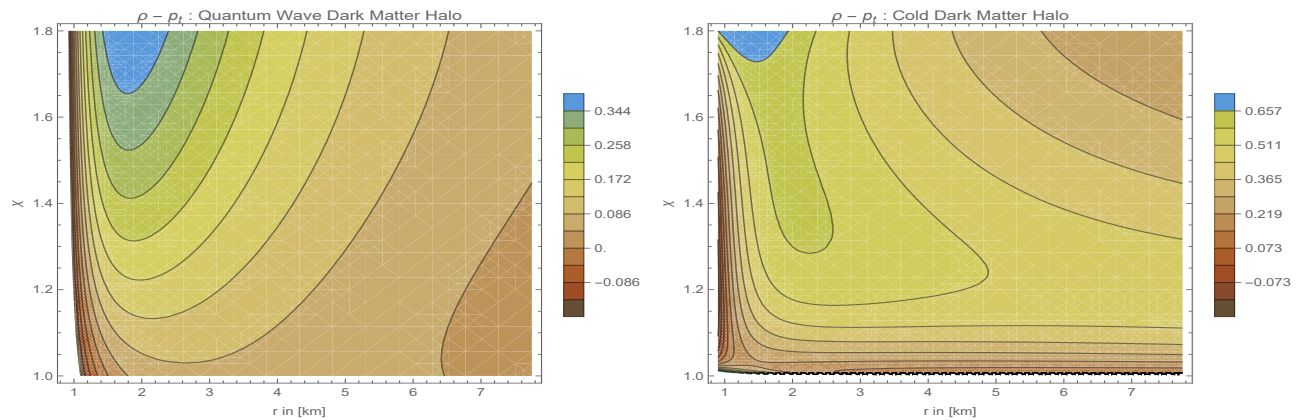 ρ − pt : Quantum Wave Dark Matter Halo
1.8
1.6
1.4
1.2
1.0
χ
1 2 3 4 5 6 7
r in [km]
0.344
0.258
0.172
0.086
0.
−0.086
ρ − pt : Cold Dark Matter Halo
1.8
1.6
1.4
1.2
1.0
χ
1 2 3 4 5 6 7
r in [km]
0.657
0.511
0.365
0.219
0.073
−0.073